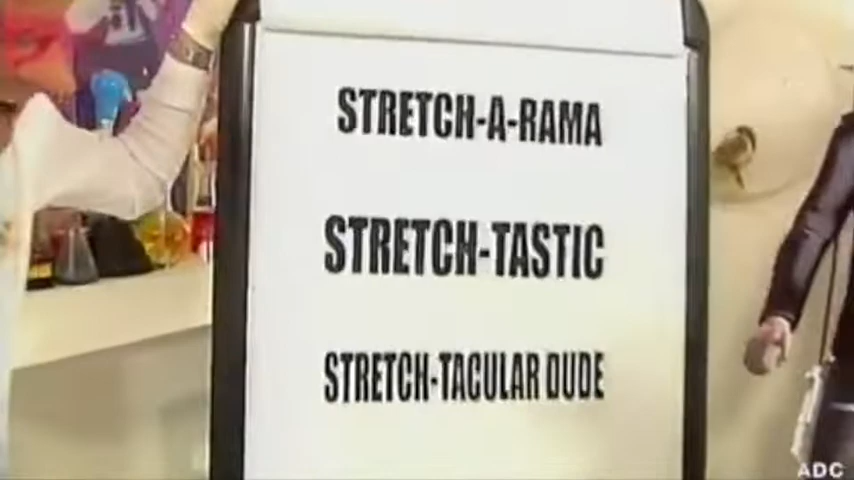 STRETCH-A-RAMA
STRETCH-TASTIC
STRETCH-TACULAR DUDE
ADC